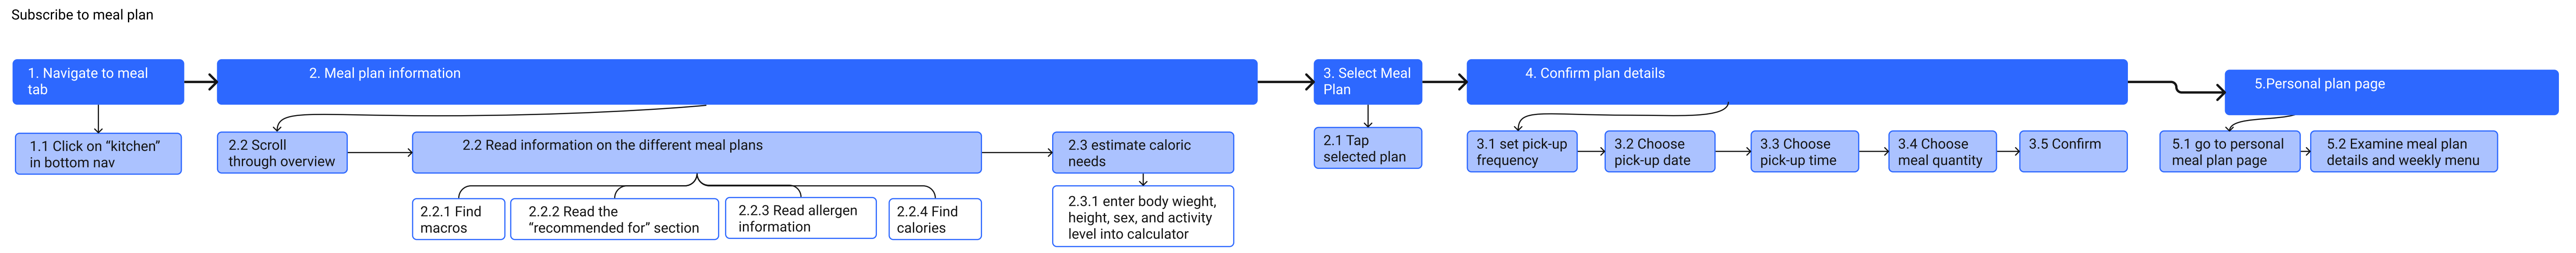 Subscribe to meal plan
1. Navigate to meal
tab
2. Meal plan information
3. Select Meal
Plan
4. Confirm plan details
5.Personal plan page
1.1 Click on “kitchen”
in bottom nav
2.2 Scroll
through overview
2.2 Read information on the different meal plans
2.3 estimate caloric
needs
2.1 Tap
selected plan
3.1 set pick-up
frequency
3.2 Choose
pick-up date
3.3 Choose
pick-up time
3.4 Choose
meal quantity
3.5 Confirm
5.1 go to personal
meal plan page
5.2 Examine meal plan
details and weekly menu
2.2.1 Find
macros
2.2.2 Read the
“recommended for” section
2.2.3 Read allergen
information
2.2.4 Find
calories
2.3.1 enter body wieght,
height, sex, and activity
level into calculator